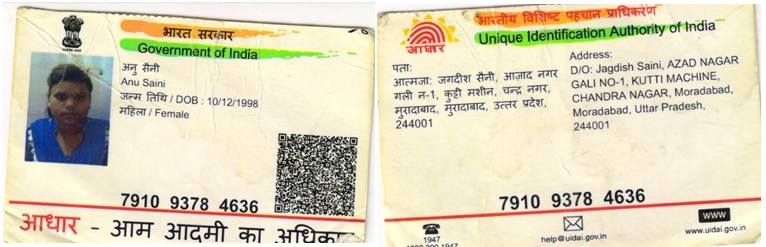 भारत सरकार
Government of India
अनु सैनी
Anu Saini
जन्म तिथि / DOB : 10/12/1998
महिला / Female
7910 9378 4636
आधार - आम आदमी का अधिकार
भारतीय विशिष्ट पहचान प्राधिकरण
Unique Identification Authority of India
आधार
पता:
आत्मजा: जगदीश सैनी, आज़ाद नगर
गली न-1, कुट्टी मशीन, चन्द्र नगर,
मुरादाबाद, मुरादाबाद, उत्तर प्रदेश,
244001
Address:
D/O: Jagdish Saini, AZAD NAGAR
GALI NO-1, KUTTI MACHINE,
CHANDRA NAGAR, Moradabad,
Moradabad, Uttar Pradesh,
244001
7910 9378 4636
1947
help@uidai.gov.in
WWW
www.uidai.gov.in